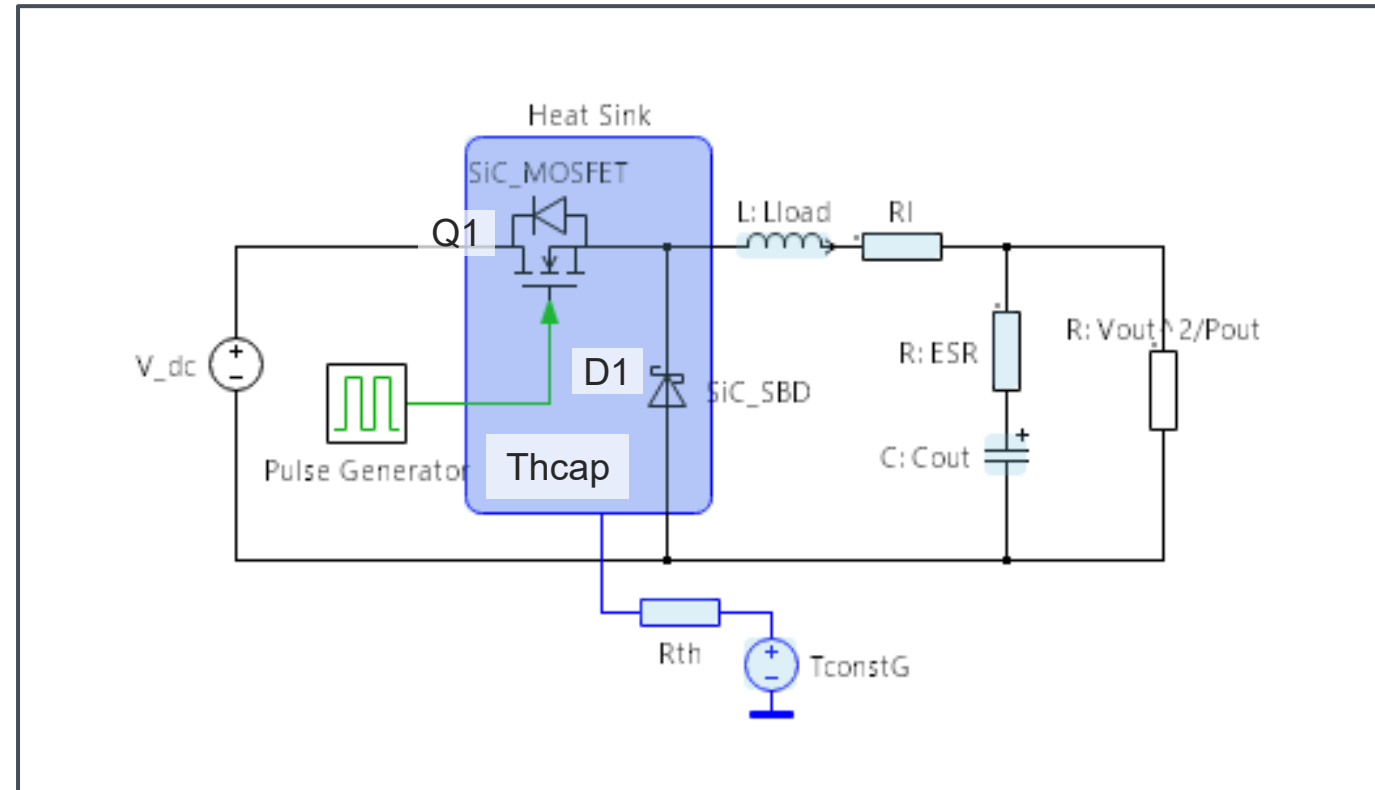 Heat Sink
SiC_MOSFET
Q1
L: Lload
Rl
V_dc
Pulse Generator
D1
SiC_SBD
Thcap
R: ESR
C: Cout
R: Vout^2/Pout
Rth
TconstG